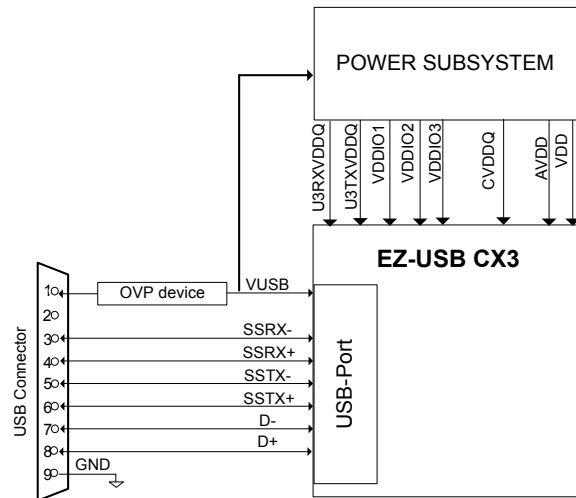 POWER SUBSYSTEM
U3RXVDDQ
U3TXVDDQ
VDDIO1
VDDIO2
VDDIO3
CVDDQ
AVDD
VDD
EZ-USB CX3
USB-Port
USB Connector
1
OVP device
VUSB
2
3
SSRX-
4
SSRX+
5
SSTX-
6
SSTX+
7
D-
8
D+
9
GND